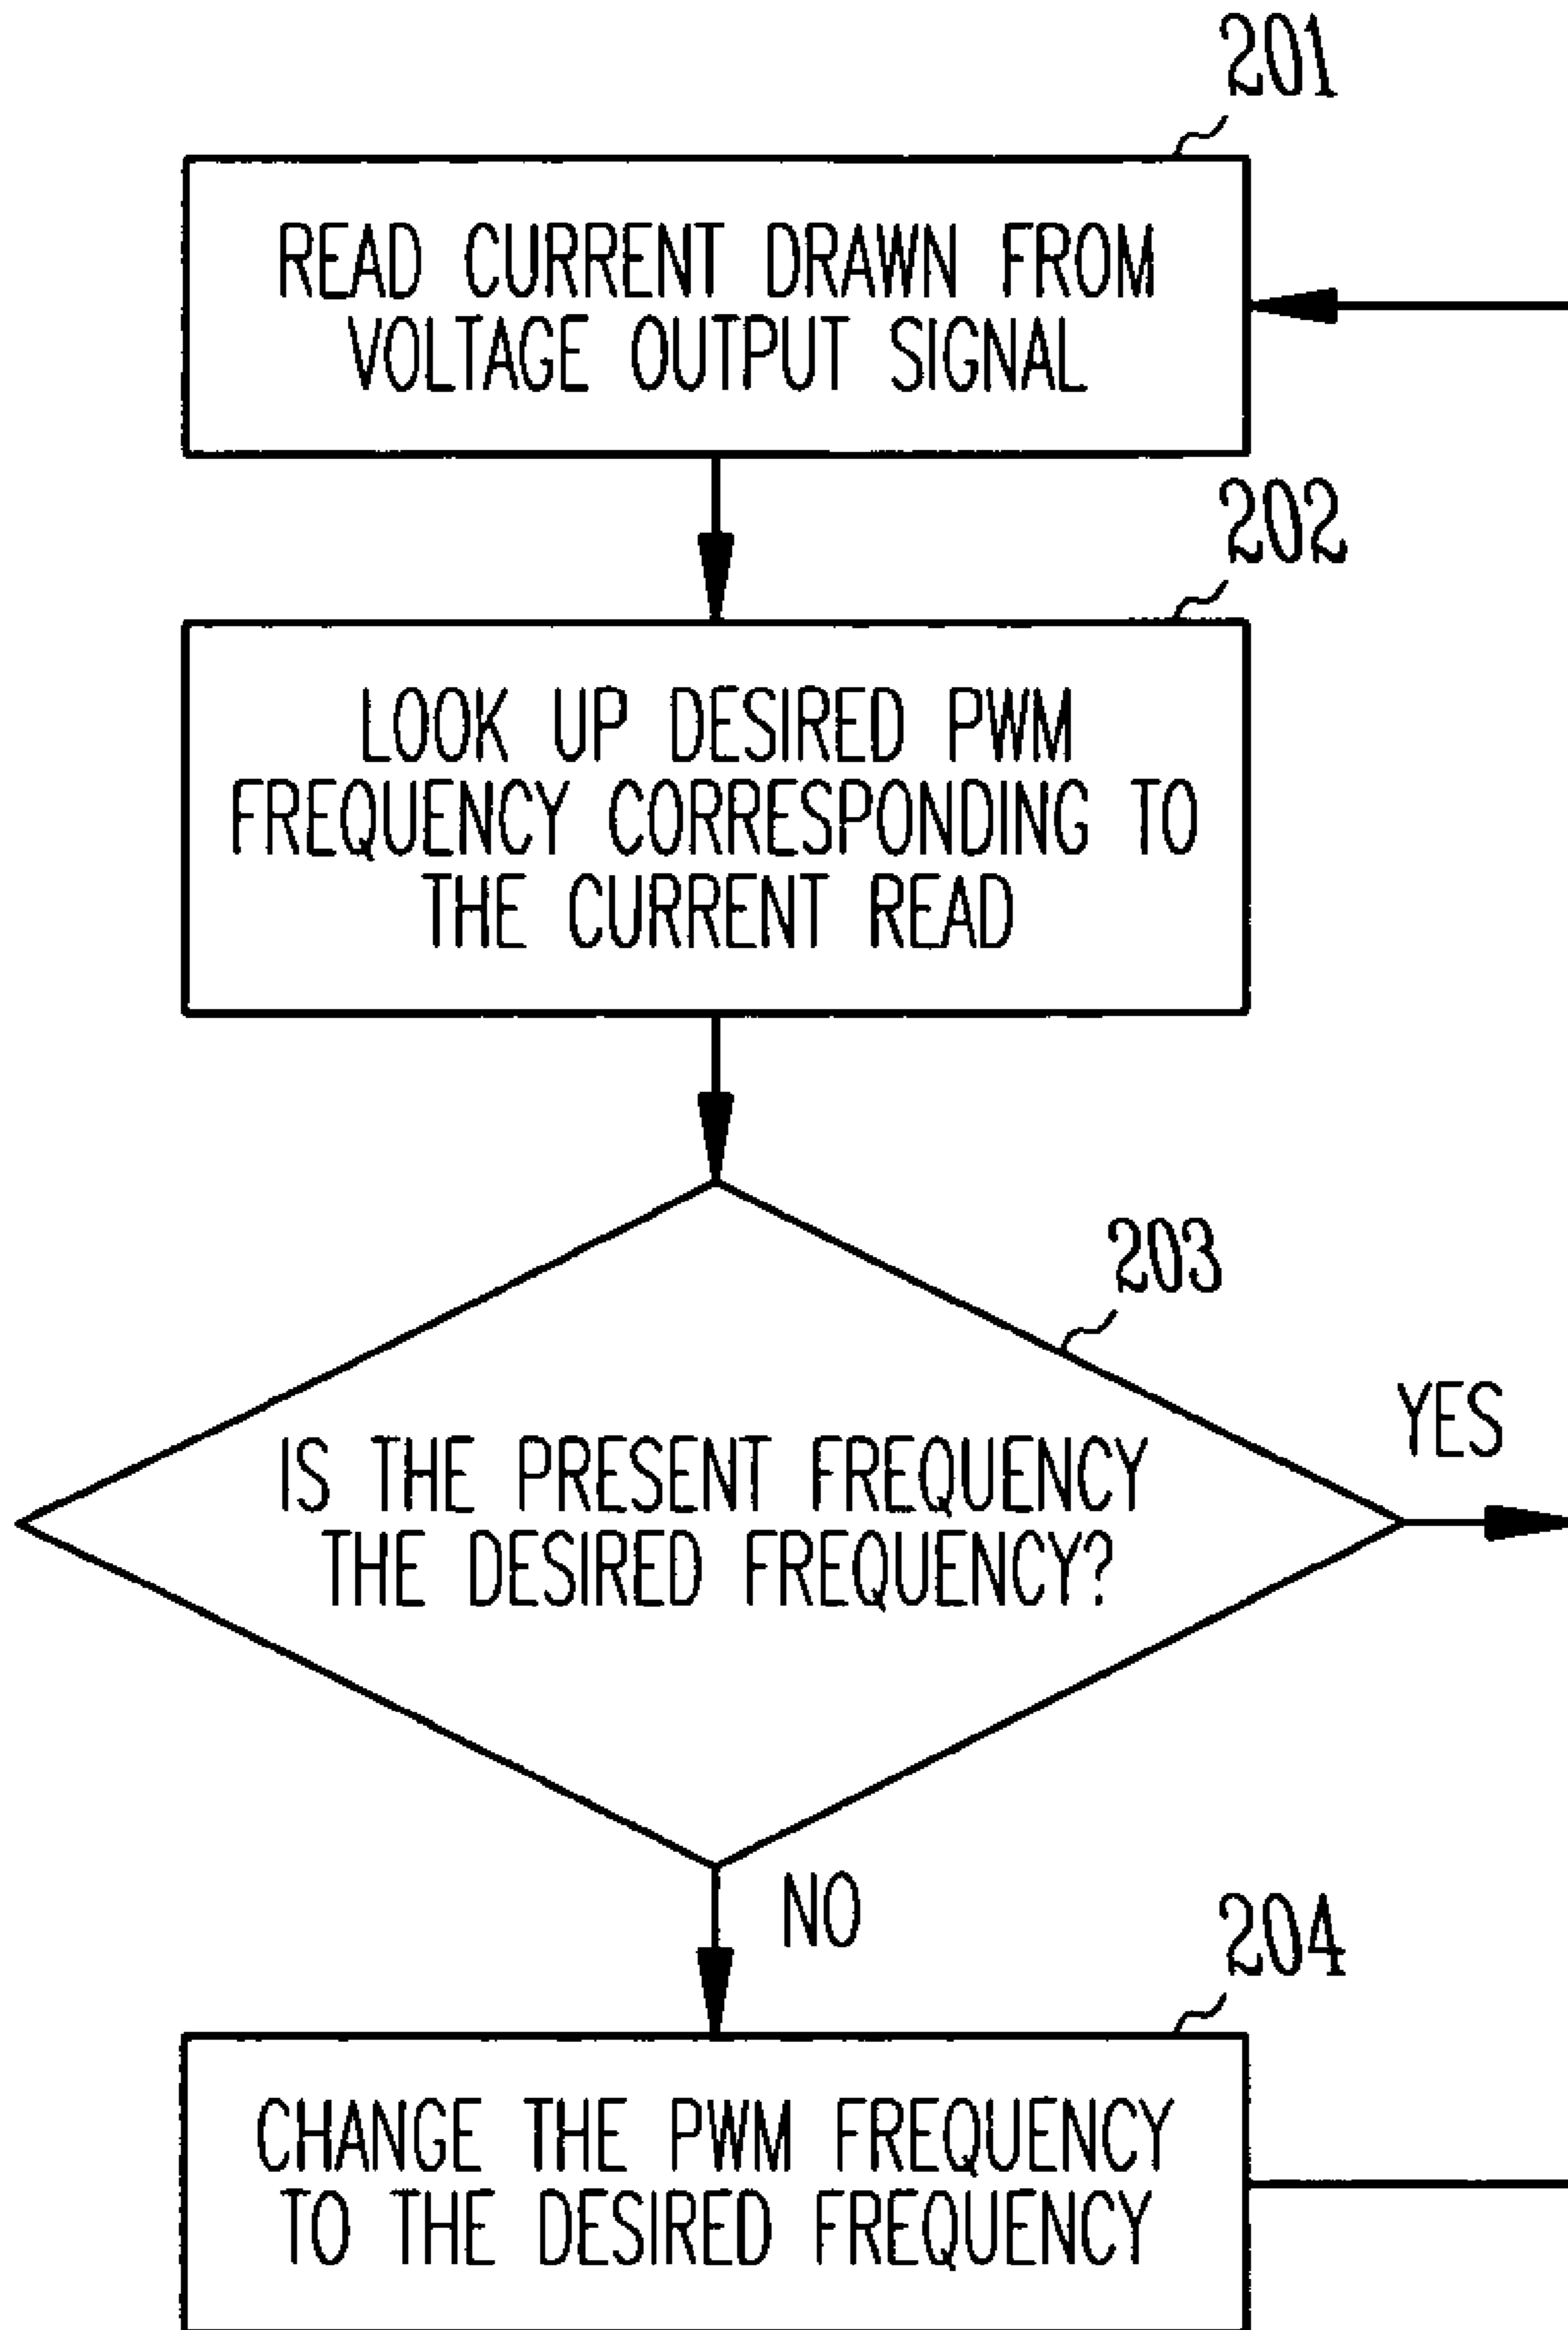 201
READ CURRENT DRAWN FROM
VOLTAGE OUTPUT SIGNAL
202
LOOK UP DESIRED PWM
FREQUENCY CORRESPONDING TO
THE CURRENT READ
203
YES
IS THE PRESENT FREQUENCY
THE DESIRED FREQUENCY?
NO
204
CHANGE THE PWM FREQUENCY
TO THE DESIRED FREQUENCY